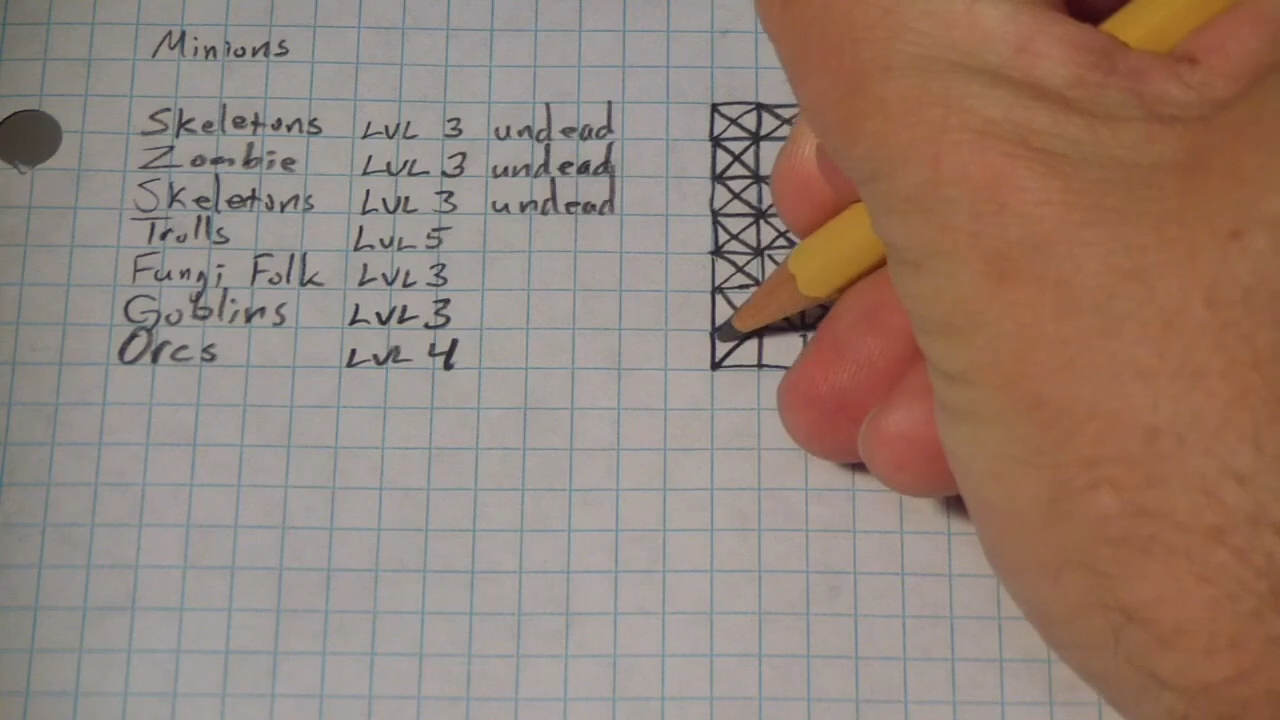 Minions
Skeletons LVL 3 undead
Zombie LVL 3 undead
Skeletons LVL 3 undead
Trolls LVL 5
Fungi Folk LVL 3
Goblins LVL 3
Orcs LVL 4